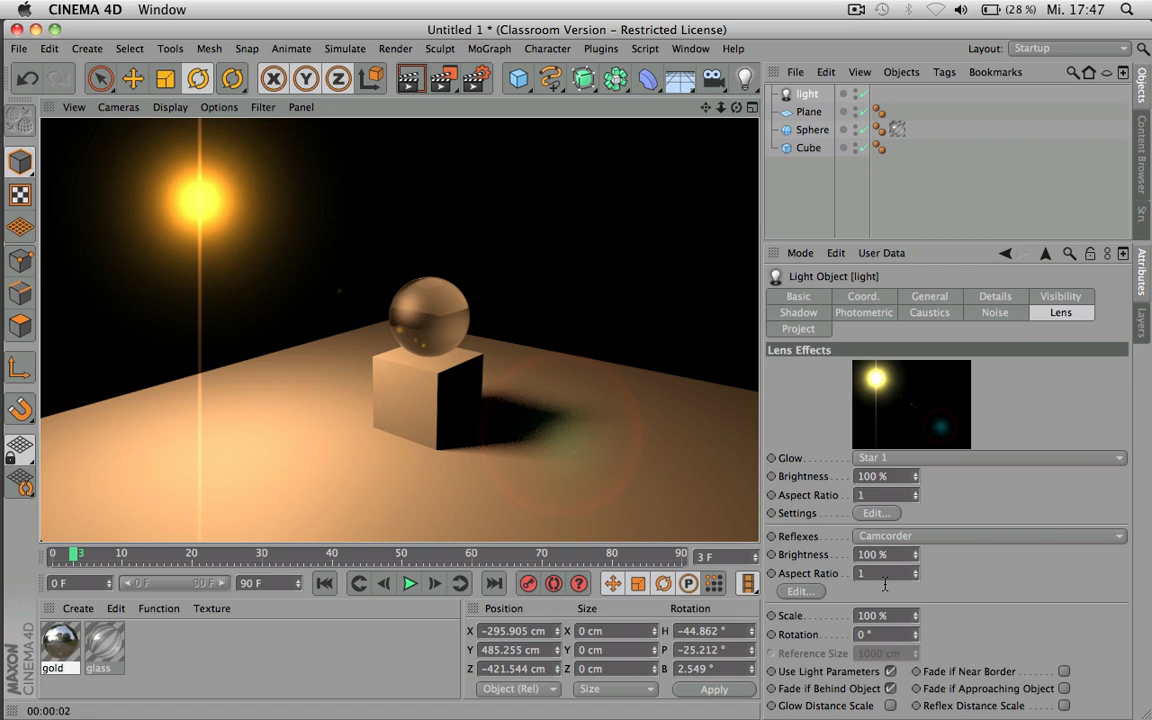 CINEMA 4D Window (28 %) Mi. 17:47
Untitled 1 * (Classroom Version - Restricted License)
File Edit Create Select Tools Mesh Snap Animate Simulate Render Sculpt MoGraph Character Plugins Script Window Help Layout: Startup
X Y Z
File Edit View Objects Tags Bookmarks
View Cameras Display Options Filter Panel
light
Plane
Sphere
Cube
Objects
Content Browser
Attributes
Layers
Mode Edit User Data
Light Object [light]
Basic Coord. General Details Visibility
Shadow Photometric Caustics Noise Lens
Project
Lens Effects
Glow Star 1
Brightness 100 %
Aspect Ratio 1
Settings Edit...
Reflexes Camcorder
Brightness 100 %
Aspect Ratio 1
Edit...
Scale 100 %
Rotation 0 °
Reference Size 1000 cm
Use Light Parameters Fade if Near Border
Fade if Behind Object Fade if Approaching Object
Glow Distance Scale Reflex Distance Scale
0 3 10 20 30 40 50 60 70 80 90 3 F
0 F 0 F 90 F 90 F
P
Create Edit Function Texture
gold glass
Position Size Rotation
X -295.905 cm X 0 cm H -44.862 °
Y 485.255 cm Y 0 cm P -25.212 °
Z -421.544 cm Z 0 cm B 2.549 °
Object (Rel) Size Apply
MAXON CINEMA 4D
00:00:02